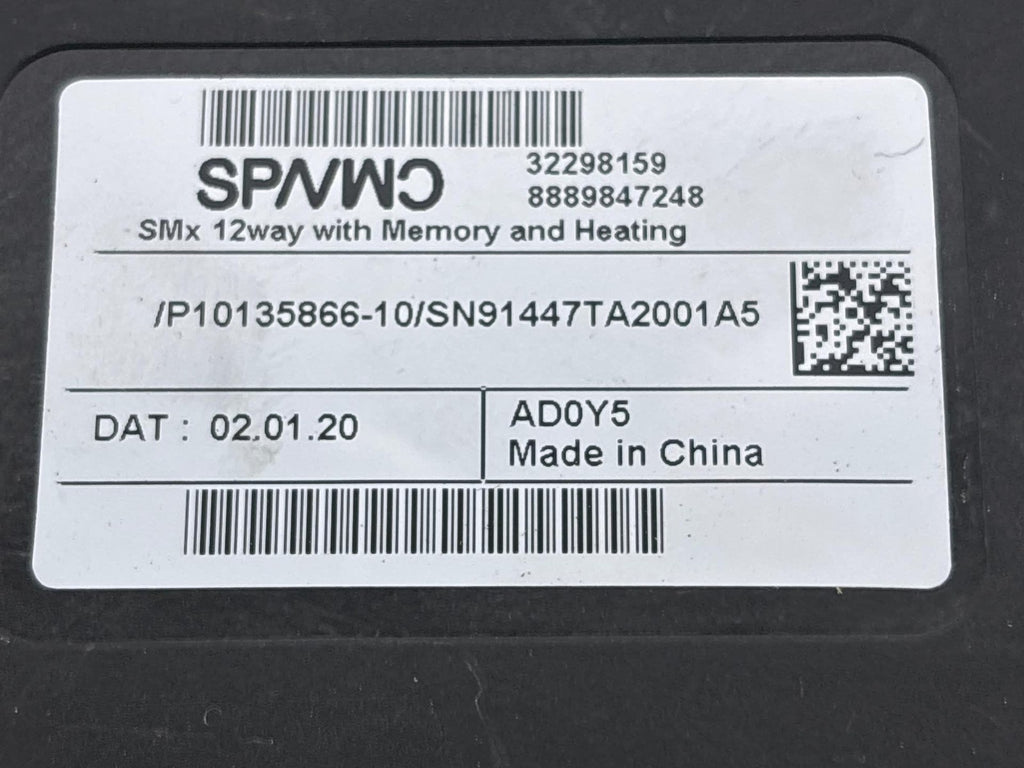 32298159
8889847248
SMx 12way with Memory and Heating
/P10135866-10/SN91447TA2001A5
DAT : 02.01.20
AD0Y5
Made in China